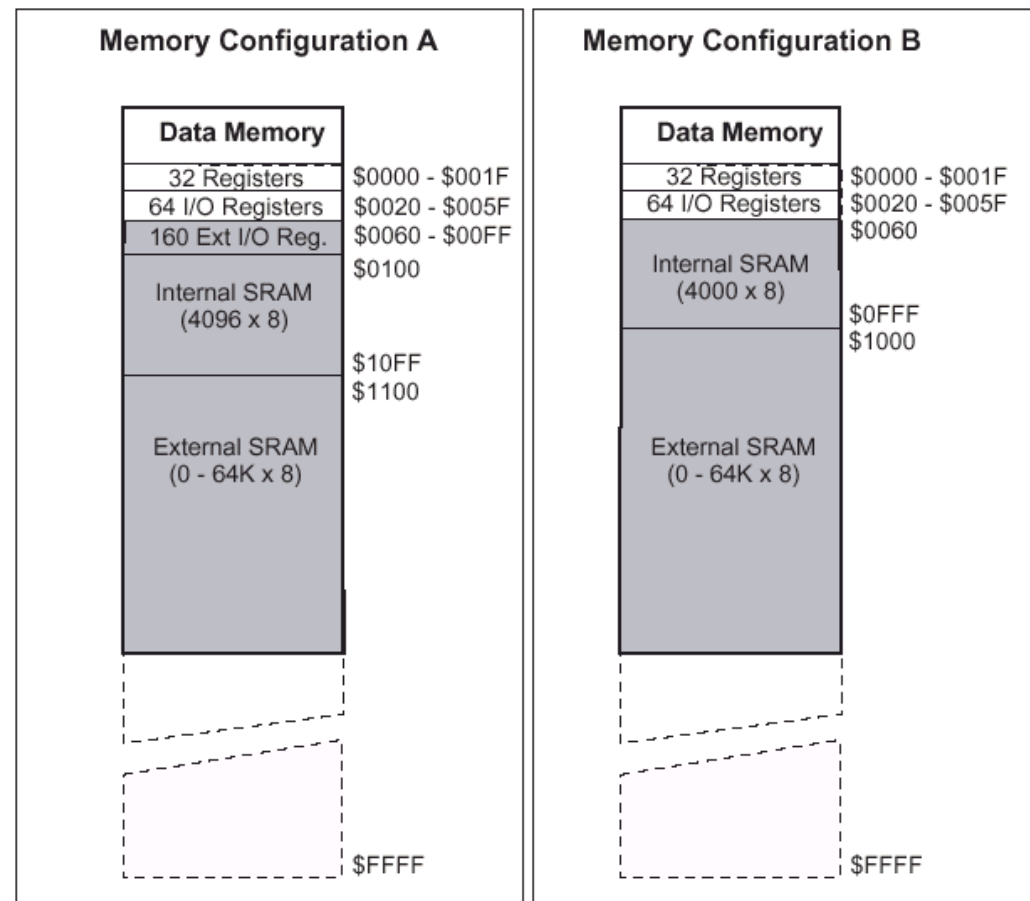 Memory Configuration A
Data Memory
32 Registers
$0000 - $001F
64 I/O Registers
$0020 - $005F
160 Ext I/O Reg.
$0060 - $00FF
$0100
Internal SRAM
(4096 x 8)
$10FF
$1100
External SRAM
(0 - 64K x 8)
$FFFF
Memory Configuration B
Data Memory
32 Registers
$0000 - $001F
64 I/O Registers
$0020 - $005F
$0060
Internal SRAM
(4000 x 8)
$0FFF
$1000
External SRAM
(0 - 64K x 8)
$FFFF